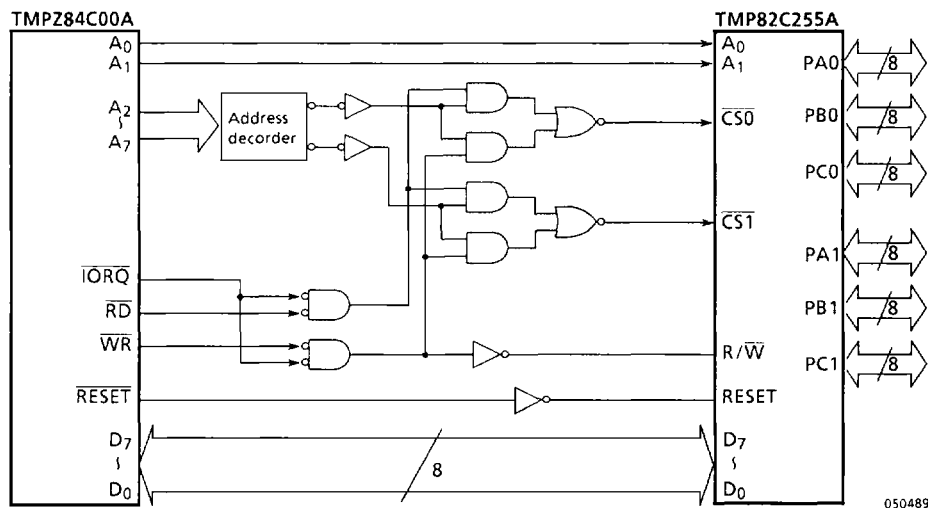 TMPZ84C00A
TMP82C255A
A0
A1
A2
~
A7
Address
decorder
IORQ
RD
WR
RESET
D7
~
D0
8
A0
A1
CS0
CS1
R/W
RESET
D7
~
D0
PA0
8
PB0
8
PC0
8
PA1
8
PB1
8
PC1
8
050489